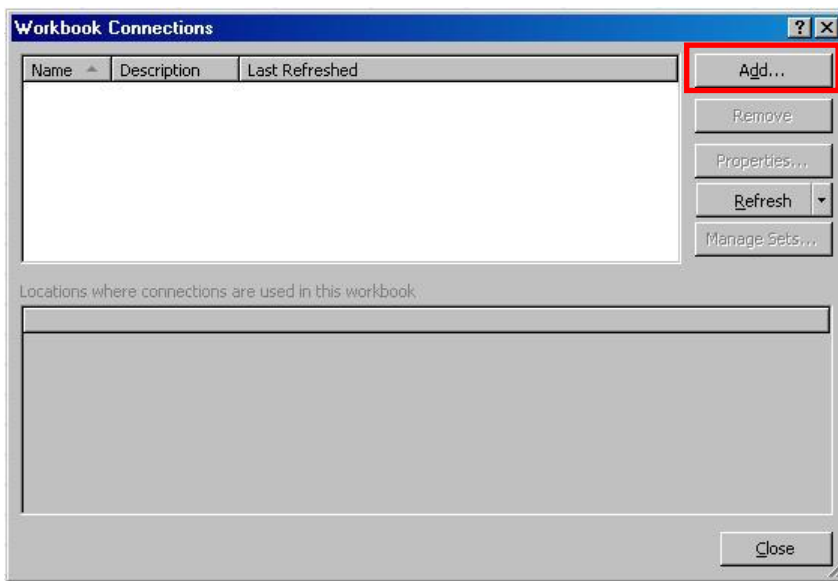 Workbook Connections
Name Description Last Refreshed
Add...
Remove
Properties...
Refresh
Manage Sets...
Locations where connections are used in this workbook
Close